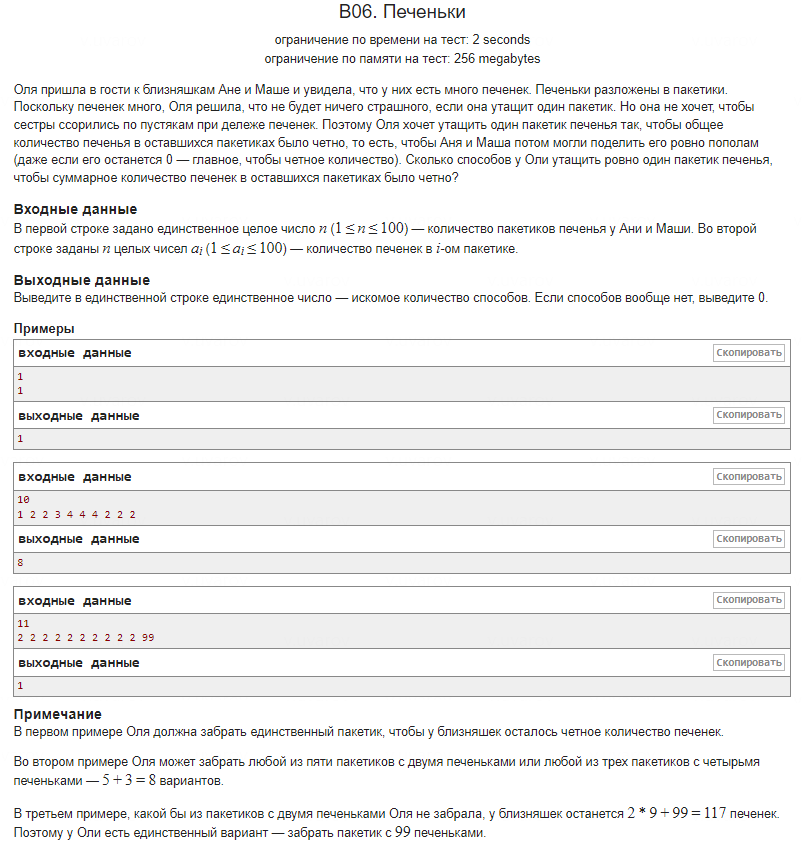 B06. Печеньки
ограничение по времени на тест: 2 seconds
ограничение по памяти на тест: 256 megabytes
Оля пришла в гости к близняшкам Ане и Маше и увидела, что у них есть много печенек. Печеньки разложены в пакетики.
Поскольку печенек много, Оля решила, что не будет ничего страшного, если она утащит один пакетик. Но она не хочет, чтобы
сестры ссорились по пустякам при дележе печенек. Поэтому Оля хочет утащить один пакетик печенья так, чтобы общее
количество печенья в оставшихся пакетиках было четно, то есть, чтобы Аня и Маша потом могли поделить его ровно пополам
(даже если его останется 0 — главное, чтобы четное количество). Сколько способов у Оли утащить ровно один пакетик печенья,
чтобы суммарное количество печенек в оставшихся пакетиках было четно?
Входные данные
В первой строке задано единственное целое число n (1 ≤ n ≤ 100) — количество пакетиков печенья у Ани и Маши. Во второй
строке заданы n целых чисел aᵢ (1 ≤ aᵢ ≤ 100) — количество печенек в i-ом пакетике.
Выходные данные
Выведите в единственной строке единственное число — искомое количество способов. Если способов вообще нет, выведите 0.
Примеры
входные данные
Скопировать
1
1
выходные данные
Скопировать
1
входные данные
Скопировать
10
1 2 2 3 4 4 4 2 2 2
выходные данные
Скопировать
8
входные данные
Скопировать
11
2 2 2 2 2 2 2 2 2 2 99
выходные данные
Скопировать
1
Примечание
В первом примере Оля должна забрать единственный пакетик, чтобы у близняшек осталось четное количество печенек.
Во втором примере Оля может забрать любой из пяти пакетиков с двумя печеньками или любой из трех пакетиков с четырьмя
печеньками — 5 + 3 = 8 вариантов.
В третьем примере, какой бы из пакетиков с двумя печеньками Оля не забрала, у близняшек останется 2 * 9 + 99 = 117 печенек.
Поэтому у Оли есть единственный вариант — забрать пакетик с 99 печеньками.